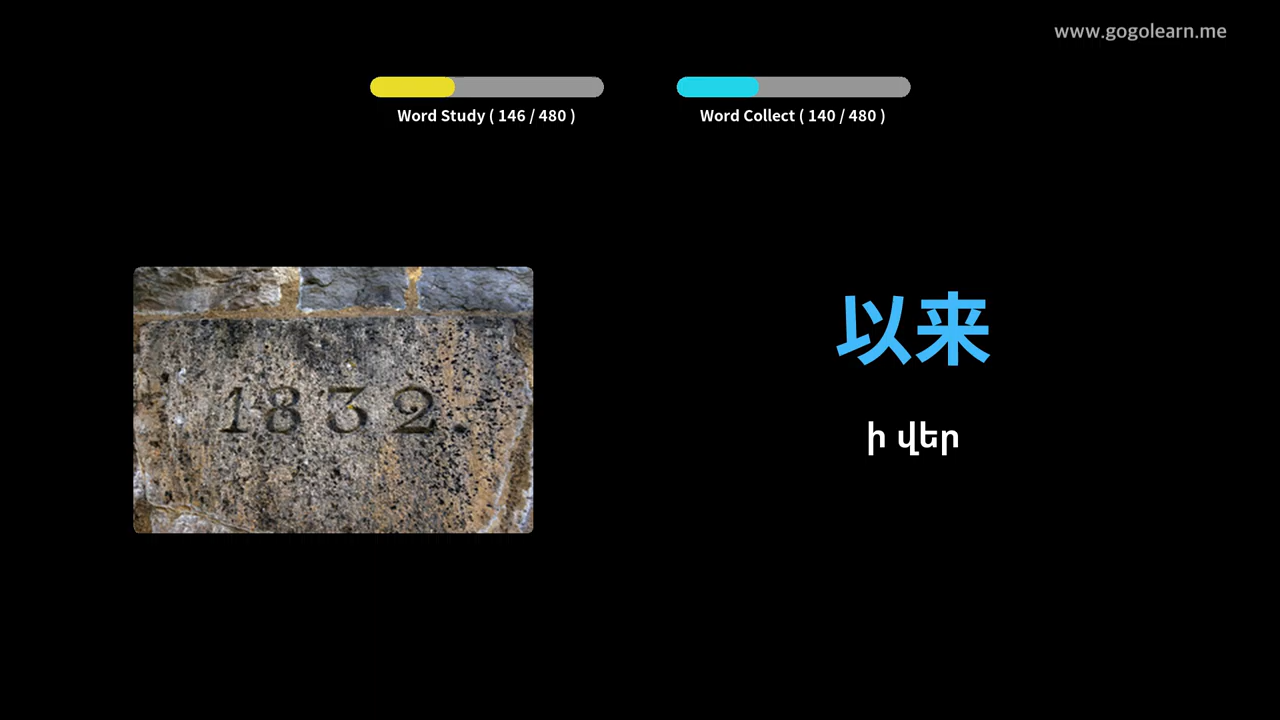 www.gogolearn.me
Word Study ( 146 / 480 )
Word Collect ( 140 / 480 )
1832.
以来
ի վեր